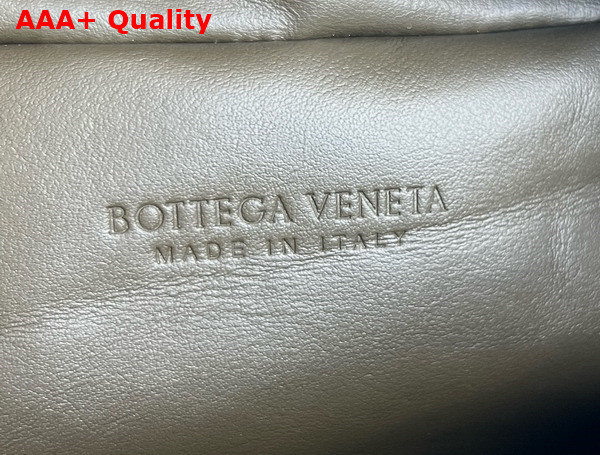 AAA+ Quality
BOTTEGA VENETA
MADE IN ITALY